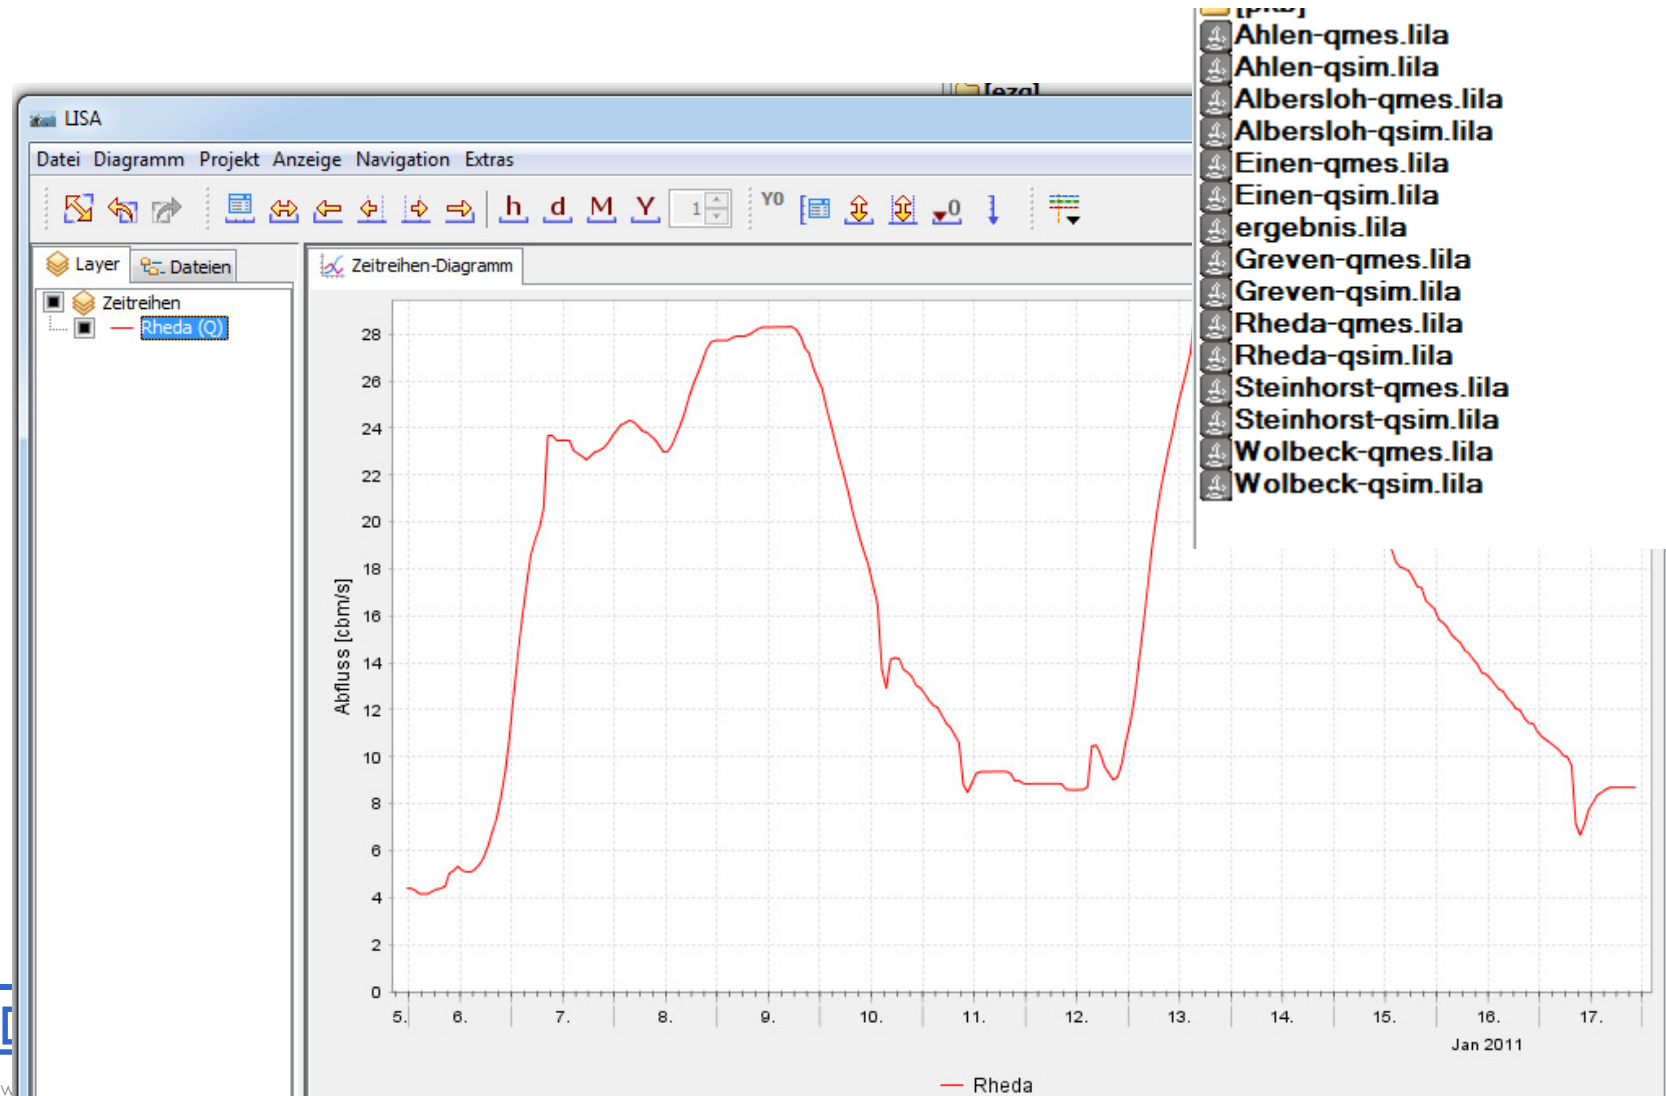 [pkb]
Ahlen-qmes.lila
Ahlen-qsim.lila
Albersloh-qmes.lila
Albersloh-qsim.lila
Einen-qmes.lila
Einen-qsim.lila
ergebnis.lila
Greven-qmes.lila
Greven-qsim.lila
Rheda-qmes.lila
Rheda-qsim.lila
Steinhorst-qmes.lila
Steinhorst-qsim.lila
Wolbeck-qmes.lila
Wolbeck-qsim.lila
[ezg]
LISA
Datei Diagramm Projekt Anzeige Navigation Extras
h d M Y 1 Y0 0
Layer Dateien
Zeitreihen
Rheda (Q)
Zeitreihen-Diagramm
28
26
24
22
20
18
16
14
12
10
8
6
4
2
0
Abfluss [cbm/s]
5. 6. 7. 8. 9. 10. 11. 12. 13. 14. 15. 16. 17.
Jan 2011
Rheda